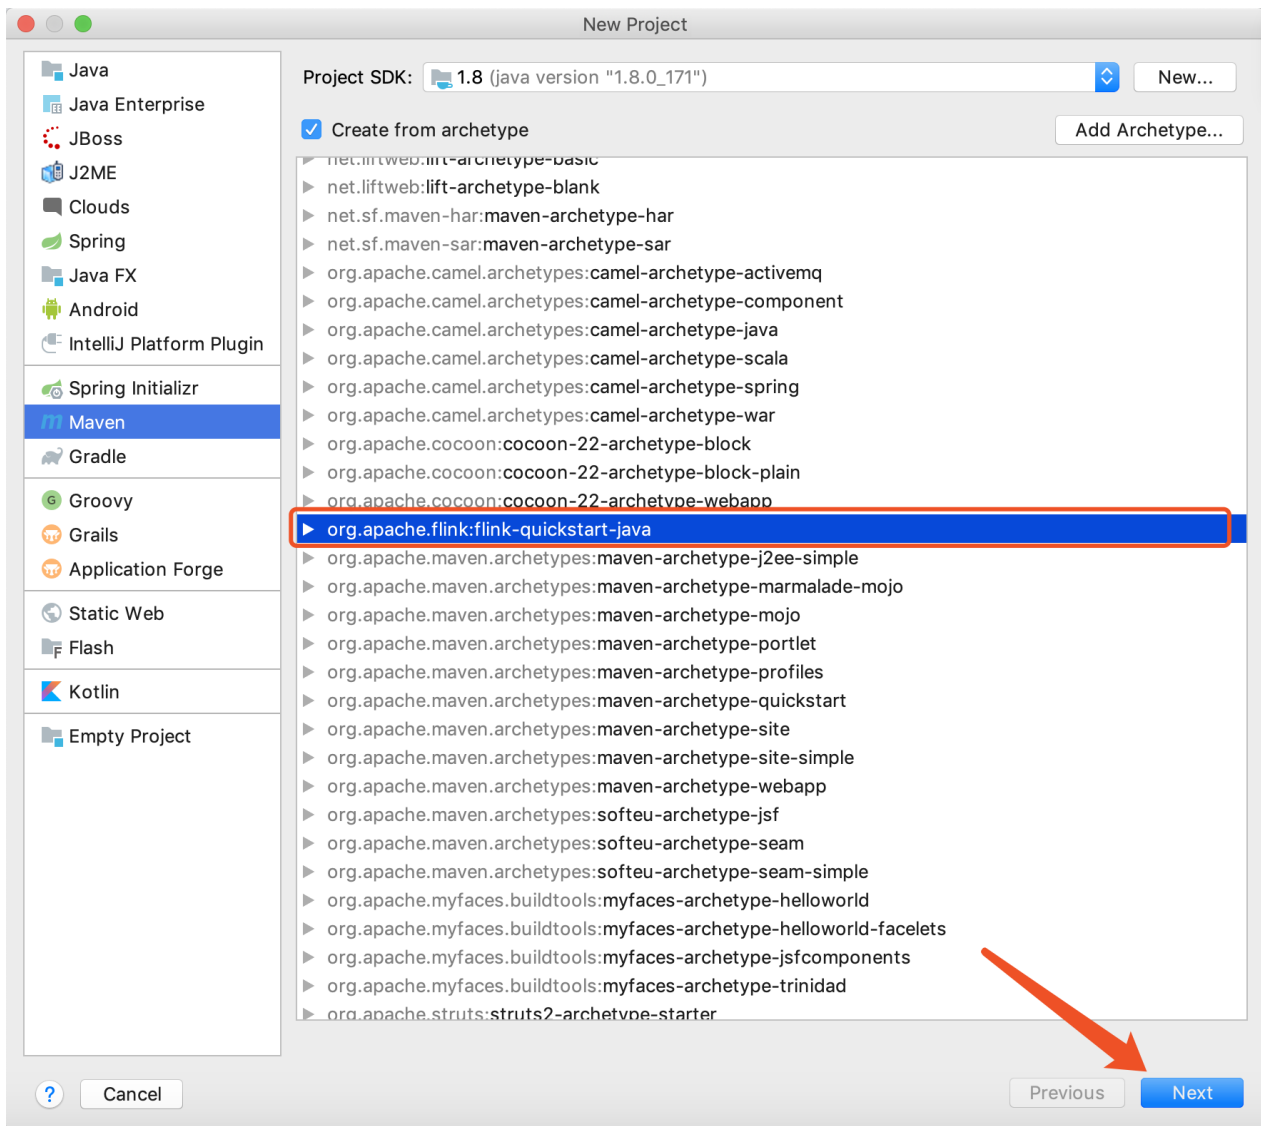 New Project
Java
Java Enterprise
JBoss
J2ME
Clouds
Spring
Java FX
Android
IntelliJ Platform Plugin
Spring Initializr
Maven
Gradle
Groovy
Grails
Application Forge
Static Web
Flash
Kotlin
Empty Project
Project SDK: 1.8 (java version "1.8.0_171") New...
Create from archetype Add Archetype...
net.liftweb:lift-archetype-basic
net.liftweb:lift-archetype-blank
net.sf.maven-har:maven-archetype-har
net.sf.maven-sar:maven-archetype-sar
org.apache.camel.archetypes:camel-archetype-activemq
org.apache.camel.archetypes:camel-archetype-component
org.apache.camel.archetypes:camel-archetype-java
org.apache.camel.archetypes:camel-archetype-scala
org.apache.camel.archetypes:camel-archetype-spring
org.apache.camel.archetypes:camel-archetype-war
org.apache.cocoon:cocoon-22-archetype-block
org.apache.cocoon:cocoon-22-archetype-block-plain
org.apache.cocoon:cocoon-22-archetype-webapp
org.apache.flink:flink-quickstart-java
org.apache.maven.archetypes:maven-archetype-j2ee-simple
org.apache.maven.archetypes:maven-archetype-marmalade-mojo
org.apache.maven.archetypes:maven-archetype-mojo
org.apache.maven.archetypes:maven-archetype-portlet
org.apache.maven.archetypes:maven-archetype-profiles
org.apache.maven.archetypes:maven-archetype-quickstart
org.apache.maven.archetypes:maven-archetype-site
org.apache.maven.archetypes:maven-archetype-site-simple
org.apache.maven.archetypes:maven-archetype-webapp
org.apache.maven.archetypes:softeu-archetype-jsf
org.apache.maven.archetypes:softeu-archetype-seam
org.apache.maven.archetypes:softeu-archetype-seam-simple
org.apache.myfaces.buildtools:myfaces-archetype-helloworld
org.apache.myfaces.buildtools:myfaces-archetype-helloworld-facelets
org.apache.myfaces.buildtools:myfaces-archetype-jsfcomponents
org.apache.myfaces.buildtools:myfaces-archetype-trinidad
org.apache.struts:struts2-archetype-starter
? Cancel Previous Next